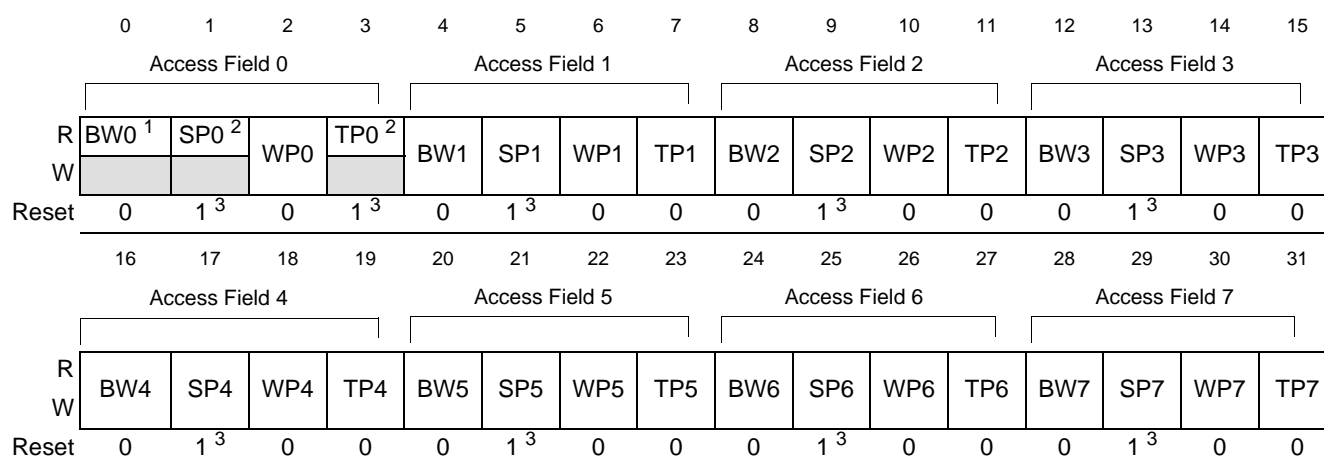 0 1 2 3 4 5 6 7 8 9 10 11 12 13 14 15
Access Field 0 Access Field 1 Access Field 2 Access Field 3
R BW0 1 SP0 2 WP0 TP0 2 BW1 SP1 WP1 TP1 BW2 SP2 WP2 TP2 BW3 SP3 WP3 TP3
W
Reset 0 1 3 0 1 3 0 1 3 0 0 0 1 3 0 0 0 1 3 0 0
16 17 18 19 20 21 22 23 24 25 26 27 28 29 30 31
Access Field 4 Access Field 5 Access Field 6 Access Field 7
R BW4 SP4 WP4 TP4 BW5 SP5 WP5 TP5 BW6 SP6 WP6 TP6 BW7 SP7 WP7 TP7
W
Reset 0 1 3 0 0 0 1 3 0 0 0 1 3 0 0 0 1 3 0 0